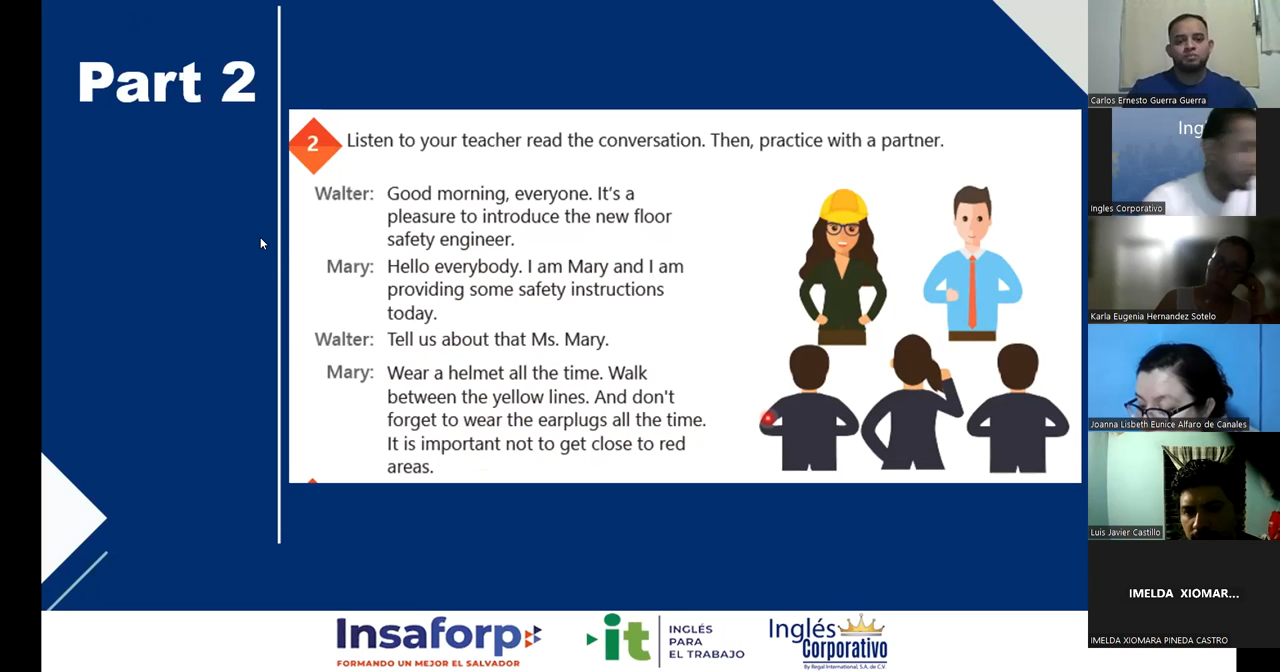 Part 2
2
Listen to your teacher read the conversation. Then, practice with a partner.
Walter: Good morning, everyone. It's a
pleasure to introduce the new floor
safety engineer.
Mary: Hello everybody. I am Mary and I am
providing some safety instructions
today.
Walter: Tell us about that Ms. Mary.
Mary: Wear a helmet all the time. Walk
between the yellow lines. And don't
forget to wear the earplugs all the time.
It is important not to get close to red
areas.
Insaforp
FORMANDO UN MEJOR EL SALVADOR
it
INGLÉS
PARA
EL TRABAJO
Inglés
Corporativo
By Regal International, S.A. de C.V.
Carlos Ernesto Guerra Guerra
Ing
Ingles Corporativo
Karla Eugenia Hernandez Sotelo
Joanna Lisbeth Eunice Alfaro de Canales
Luis Javier Castillo
IMELDA XIOMAR...
IMELDA XIOMARA PINEDA CASTRO